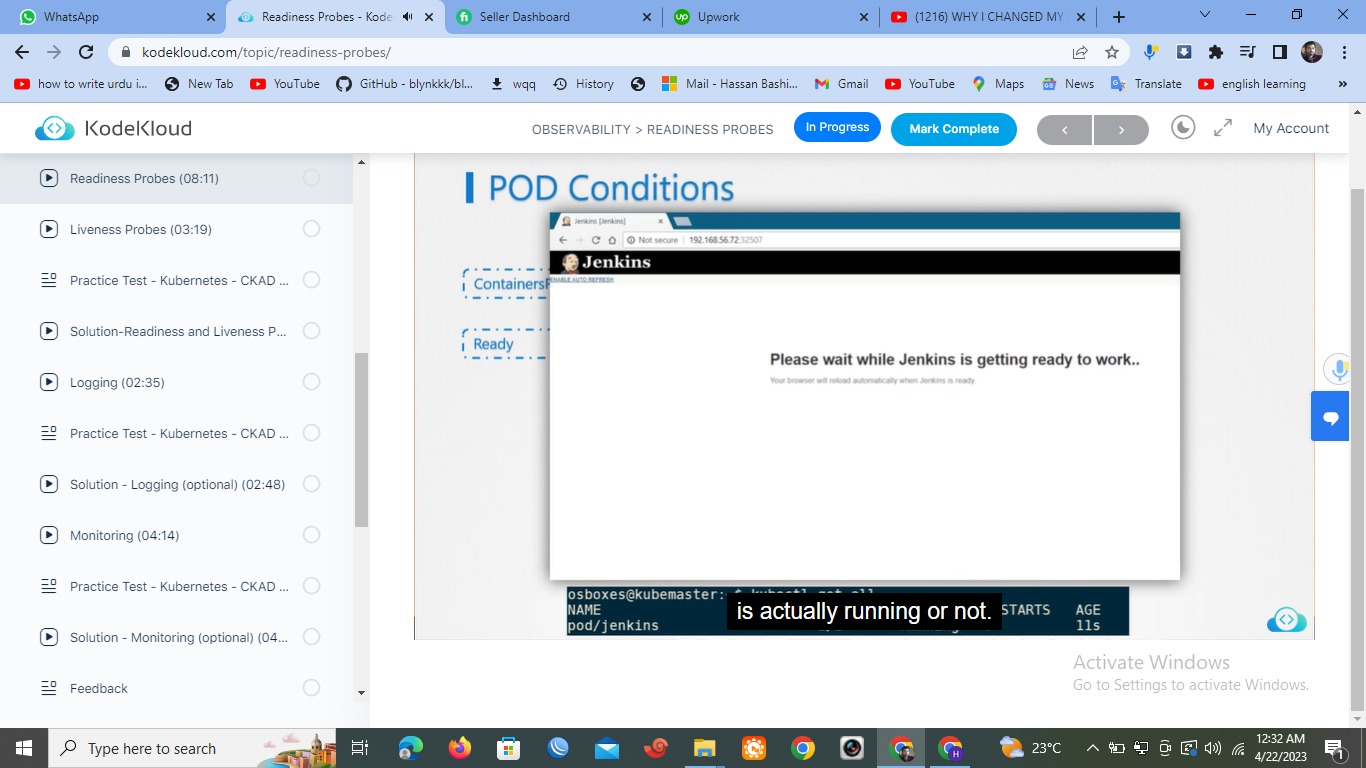 WhatsApp
Readiness Probes - Kode
Seller Dashboard
Upwork
(1216) WHY I CHANGED MY
kodekloud.com/topic/readiness-probes/
how to write urdu i...
New Tab
YouTube
GitHub - blynkkk/bl...
wqq
History
Mail - Hassan Bashi...
Gmail
YouTube
Maps
News
Translate
english learning
»
KodeKloud
OBSERVABILITY > READINESS PROBES
In Progress
Mark Complete
My Account
Readiness Probes (08:11)
Liveness Probes (03:19)
Practice Test - Kubernetes - CKAD ...
Solution-Readiness and Liveness P...
Logging (02:35)
Practice Test - Kubernetes - CKAD ...
Solution - Logging (optional) (02:48)
Monitoring (04:14)
Practice Test - Kubernetes - CKAD ...
Solution - Monitoring (optional) (04...
Feedback
POD Conditions
Containers
Ready
Jenkins [Jenkins]
Not secure | 192.168.56.72:32507
Jenkins
ENABLE AUTO REFRESH
Please wait while Jenkins is getting ready to work..
Your browser will reload automatically when Jenkins is ready.
osboxes@kubemaster:
NAME STARTS AGE
pod/jenkins 11s
is actually running or not.
Activate Windows
Go to Settings to activate Windows.
Type here to search
23°C
12:32 AM
4/22/2023
1